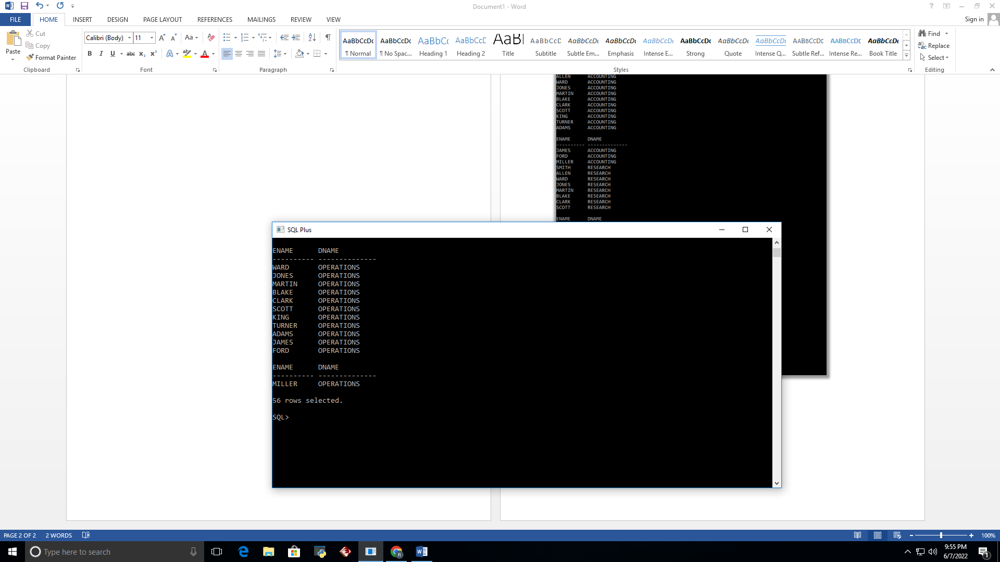 Document1 - Word
FILE HOME INSERT DESIGN PAGE LAYOUT REFERENCES MAILINGS REVIEW VIEW Sign in
Paste
Cut
Copy
Format Painter
Clipboard
Calibri (Body) 11
Font
Paragraph
AaBbCcDc AaBbCcDc AaBbCc AaBbCcD AaBl AaBbCcD AaBbCcDc AaBbCcDc AaBbCcDc AaBbCcDc AaBbCcDc AaBbCcDc AABBCCDE AABBCCDE AaBbCcDc
¶ Normal ¶ No Spac... Heading 1 Heading 2 Title Subtitle Subtle Em... Emphasis Intense E... Strong Quote Intense Q... Subtle Ref... Intense Re... Book Title
Styles
Find
Replace
Select
Editing
ALLEN ACCOUNTING
WARD ACCOUNTING
JONES ACCOUNTING
MARTIN ACCOUNTING
BLAKE ACCOUNTING
CLARK ACCOUNTING
SCOTT ACCOUNTING
KING ACCOUNTING
TURNER ACCOUNTING
ADAMS ACCOUNTING
ENAME DNAME
---------- --------------
JAMES ACCOUNTING
FORD ACCOUNTING
MILLER ACCOUNTING
SMITH RESEARCH
ALLEN RESEARCH
WARD RESEARCH
JONES RESEARCH
MARTIN RESEARCH
BLAKE RESEARCH
CLARK RESEARCH
SCOTT RESEARCH
ENAME DNAME
SQL Plus
ENAME DNAME
---------- --------------
WARD OPERATIONS
JONES OPERATIONS
MARTIN OPERATIONS
BLAKE OPERATIONS
CLARK OPERATIONS
SCOTT OPERATIONS
KING OPERATIONS
TURNER OPERATIONS
ADAMS OPERATIONS
JAMES OPERATIONS
FORD OPERATIONS
ENAME DNAME
---------- --------------
MILLER OPERATIONS
56 rows selected.
SQL>
PAGE 2 OF 2 2 WORDS 100%
Type here to search
9:55 PM
6/7/2022
1